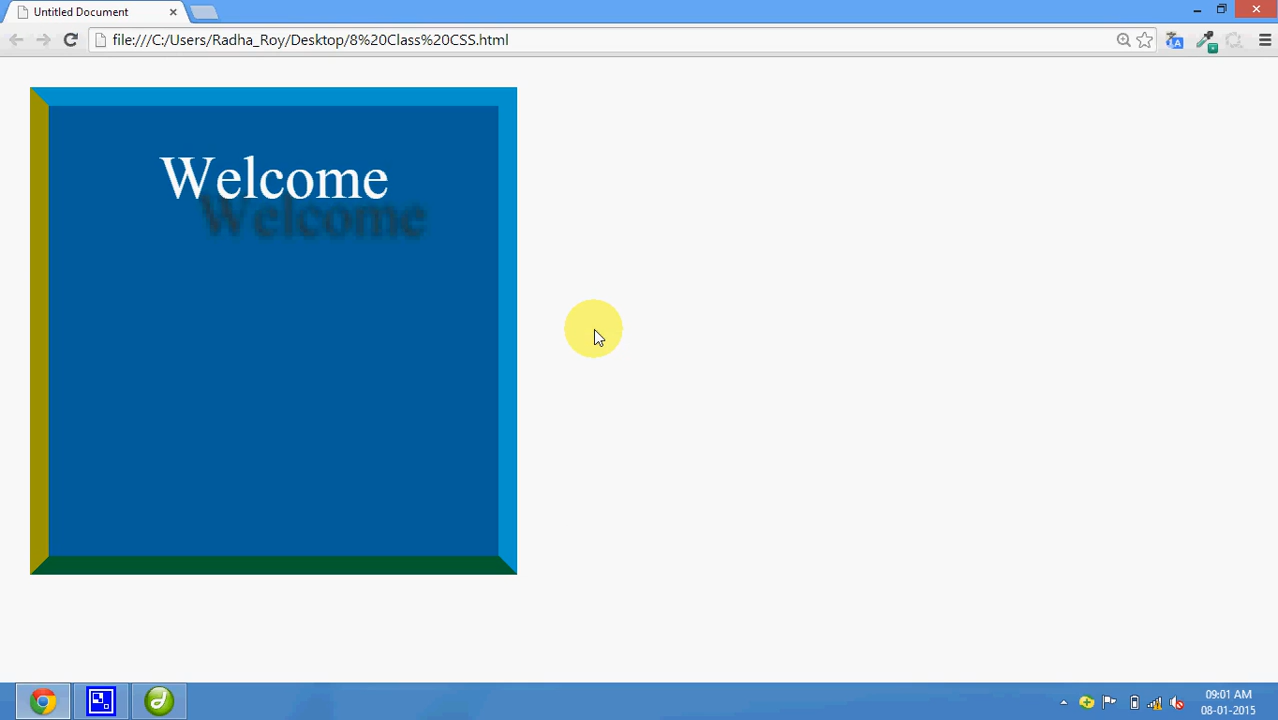 Untitled Document
file:///C:/Users/Radha_Roy/Desktop/8%20Class%20CSS.html
Welcome
Welcome
09:01 AM
08-01-2015